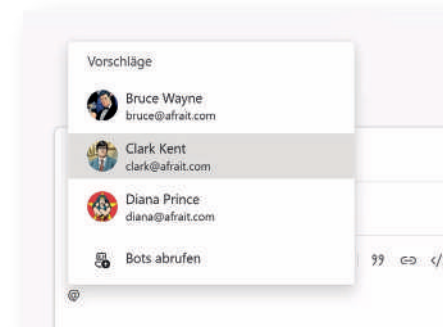 Vorschläge
Bruce Wayne
bruce@afrait.com
Clark Kent
clark@afrait.com
Diana Prince
diana@afrait.com
Bots abrufen
@